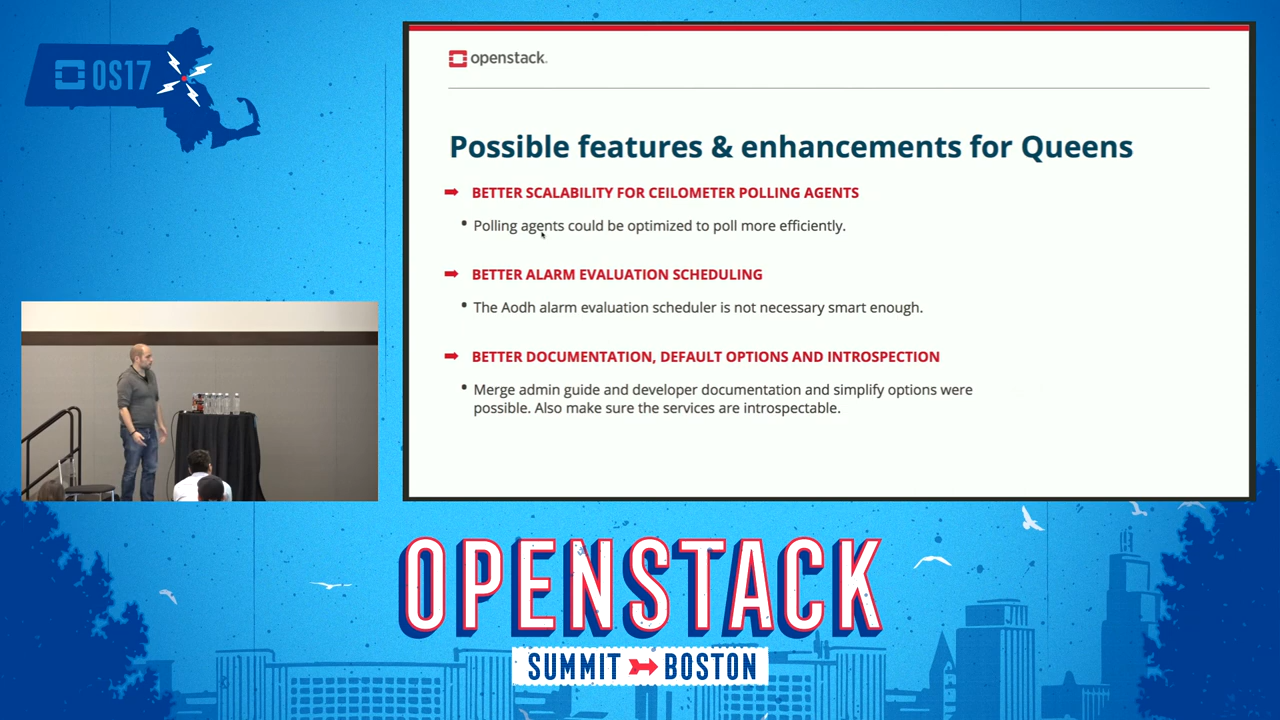 OS17
openstack.
Possible features & enhancements for Queens
BETTER SCALABILITY FOR CEILOMETER POLLING AGENTS
• Polling agents could be optimized to poll more efficiently.
BETTER ALARM EVALUATION SCHEDULING
• The Aodh alarm evaluation scheduler is not necessary smart enough.
BETTER DOCUMENTATION, DEFAULT OPTIONS AND INTROSPECTION
• Merge admin guide and developer documentation and simplify options were
possible. Also make sure the services are introspectable.
OPENSTACK
SUMMIT BOSTON